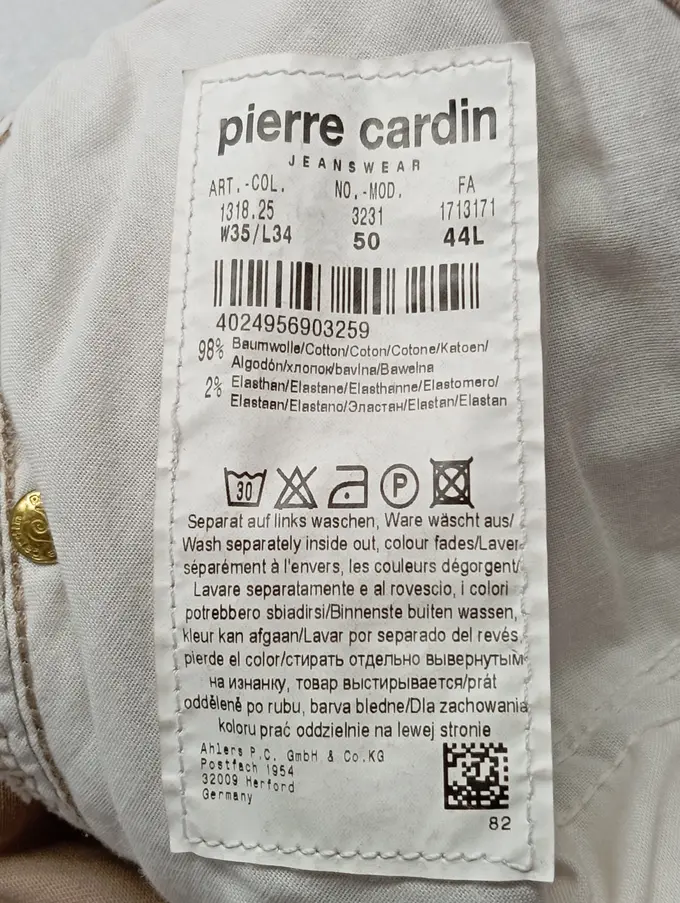 pierre cardin
JEANSWEAR
ART.-COL. NO.-MOD. FA
1318.25 3231 1713171
W35/L34 50 44L
4024956903259
98% Baumwolle/Cotton/Coton/Cotone/Katoen/
Algodón/хлопок/bavlna/Bawełna
2% Elasthan/Elastane/Elasthanne/Elastomero/
Elastaan/Elastano/Эластан/Elastan/Elastan
30 P
Separat auf links waschen, Ware wäscht aus/
Wash separately inside out, colour fades/Laver
séparément à l'envers, les couleurs dégorgent/
Lavare separatamente e al rovescio, i colori
potrebbero sbiadirsi/Binnenste buiten wassen,
kleur kan afgaan/Lavar por separado del revés,
pierde el color/стирать отдельно вывернутым
на изнанку, товар выстирывается/prát
odděleně po rubu, barva bledne/Dla zachowania
koloru prać oddzielnie na lewej stronie
Ahlers P.C. GmbH & Co.KG
Postfach 1954
32009 Herford
Germany
82